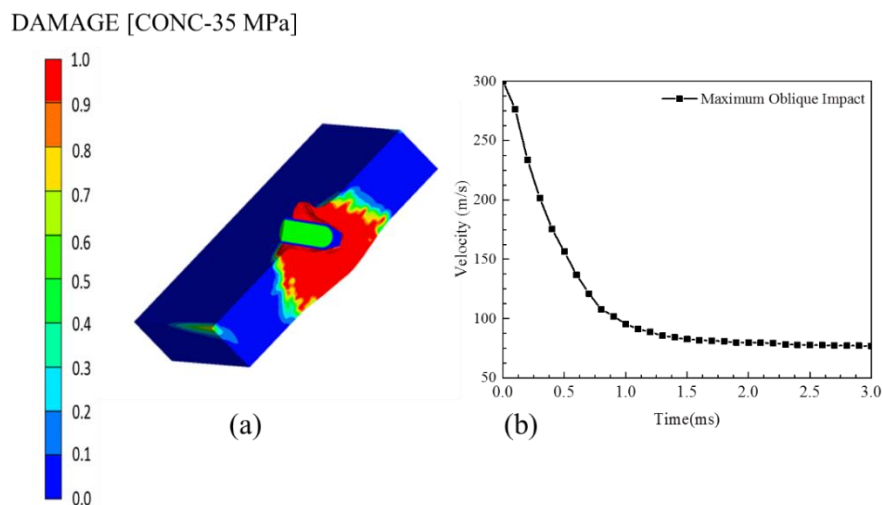 DAMAGE [CONC-35 MPa]
1.0
0.9
0.8
0.7
0.6
0.5
0.4
0.3
0.2
0.1
0.0
(a)
300
250
200
150
100
50
Velocity (m/s)
Maximum Oblique Impact
0.0 0.5 1.0 1.5 2.0 2.5 3.0
Time(ms)
(b)